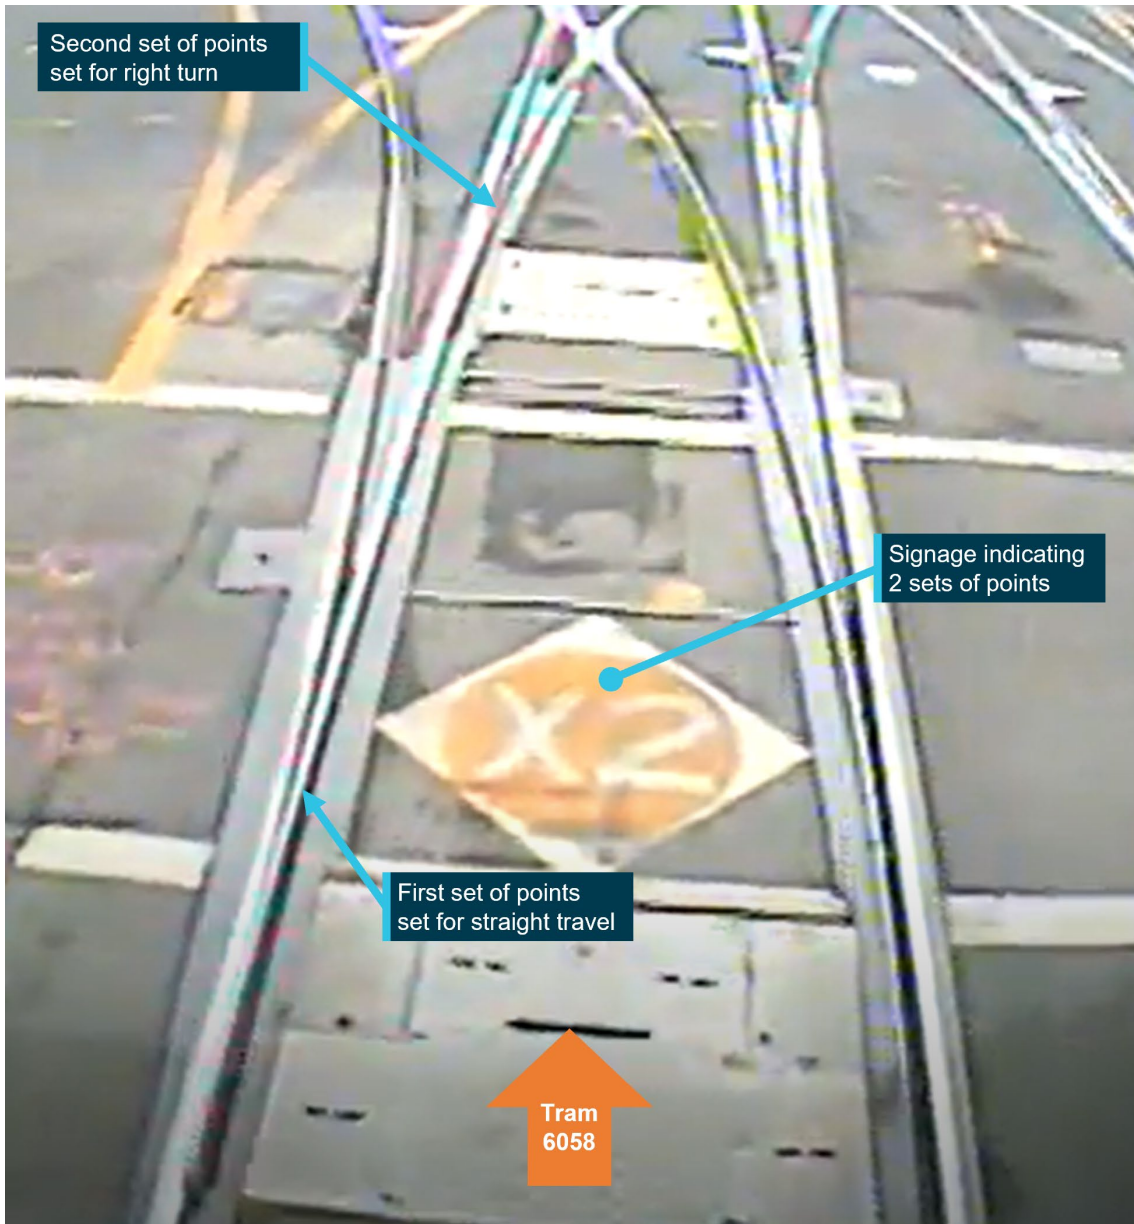 Second set of points
set for right turn
Signage indicating
2 sets of points
X2
First set of points
set for straight travel
Tram
6058